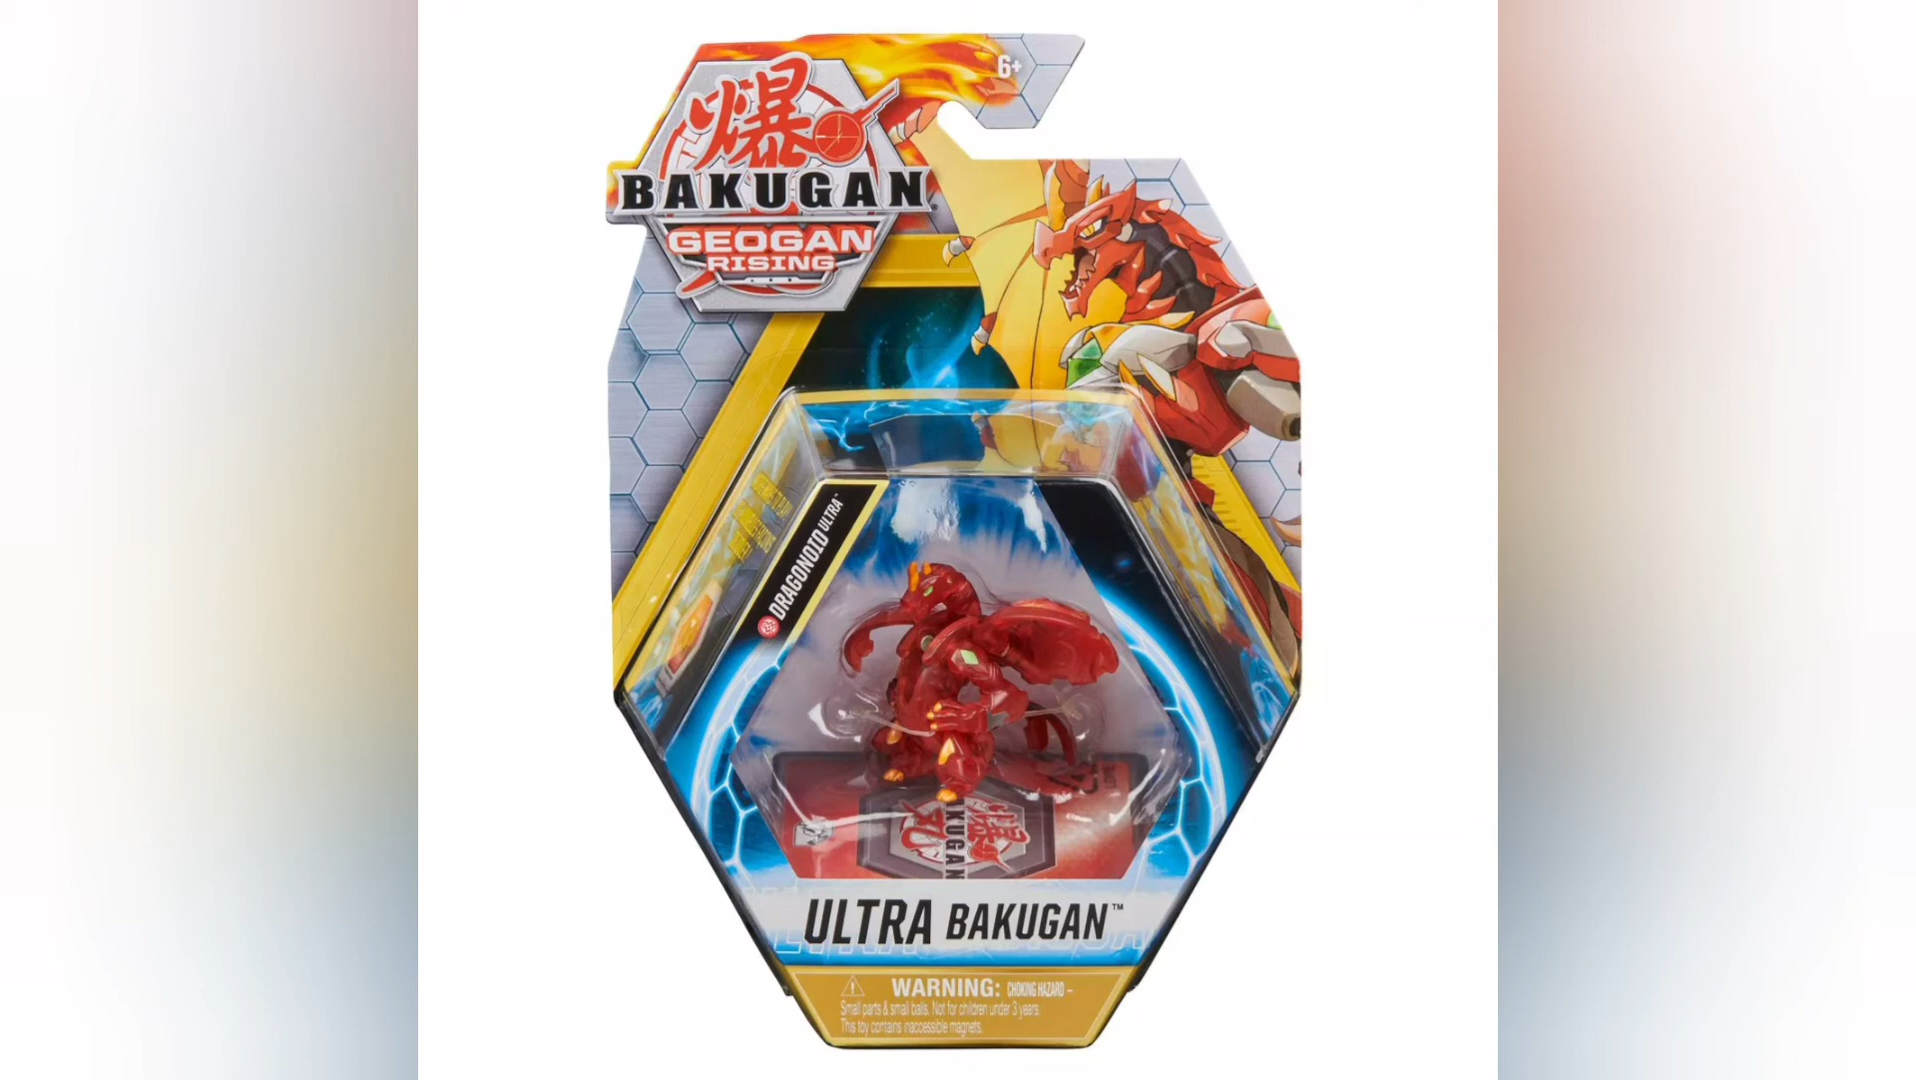 6+
爆
BAKUGAN
GEOGAN
RISING
DRAGONOID ULTRA™
BAKUGAN
ULTRA BAKUGAN™
WARNING: CHOKING HAZARD –
Small parts & small balls. Not for children under 3 years.
This toy contains inaccessible magnets.